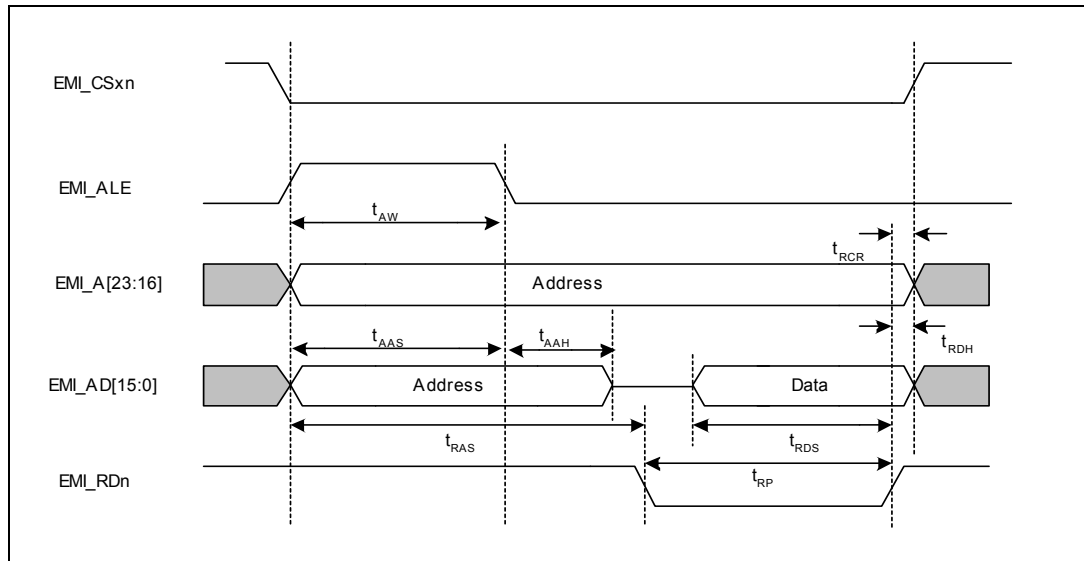 EMI_CSxn
EMI_ALE
tAW
tRCR
EMI_A[23:16]
Address
tAAS
tAAH
tRDH
EMI_AD[15:0]
Address
Data
tRAS
tRDS
EMI_RDn
tRP